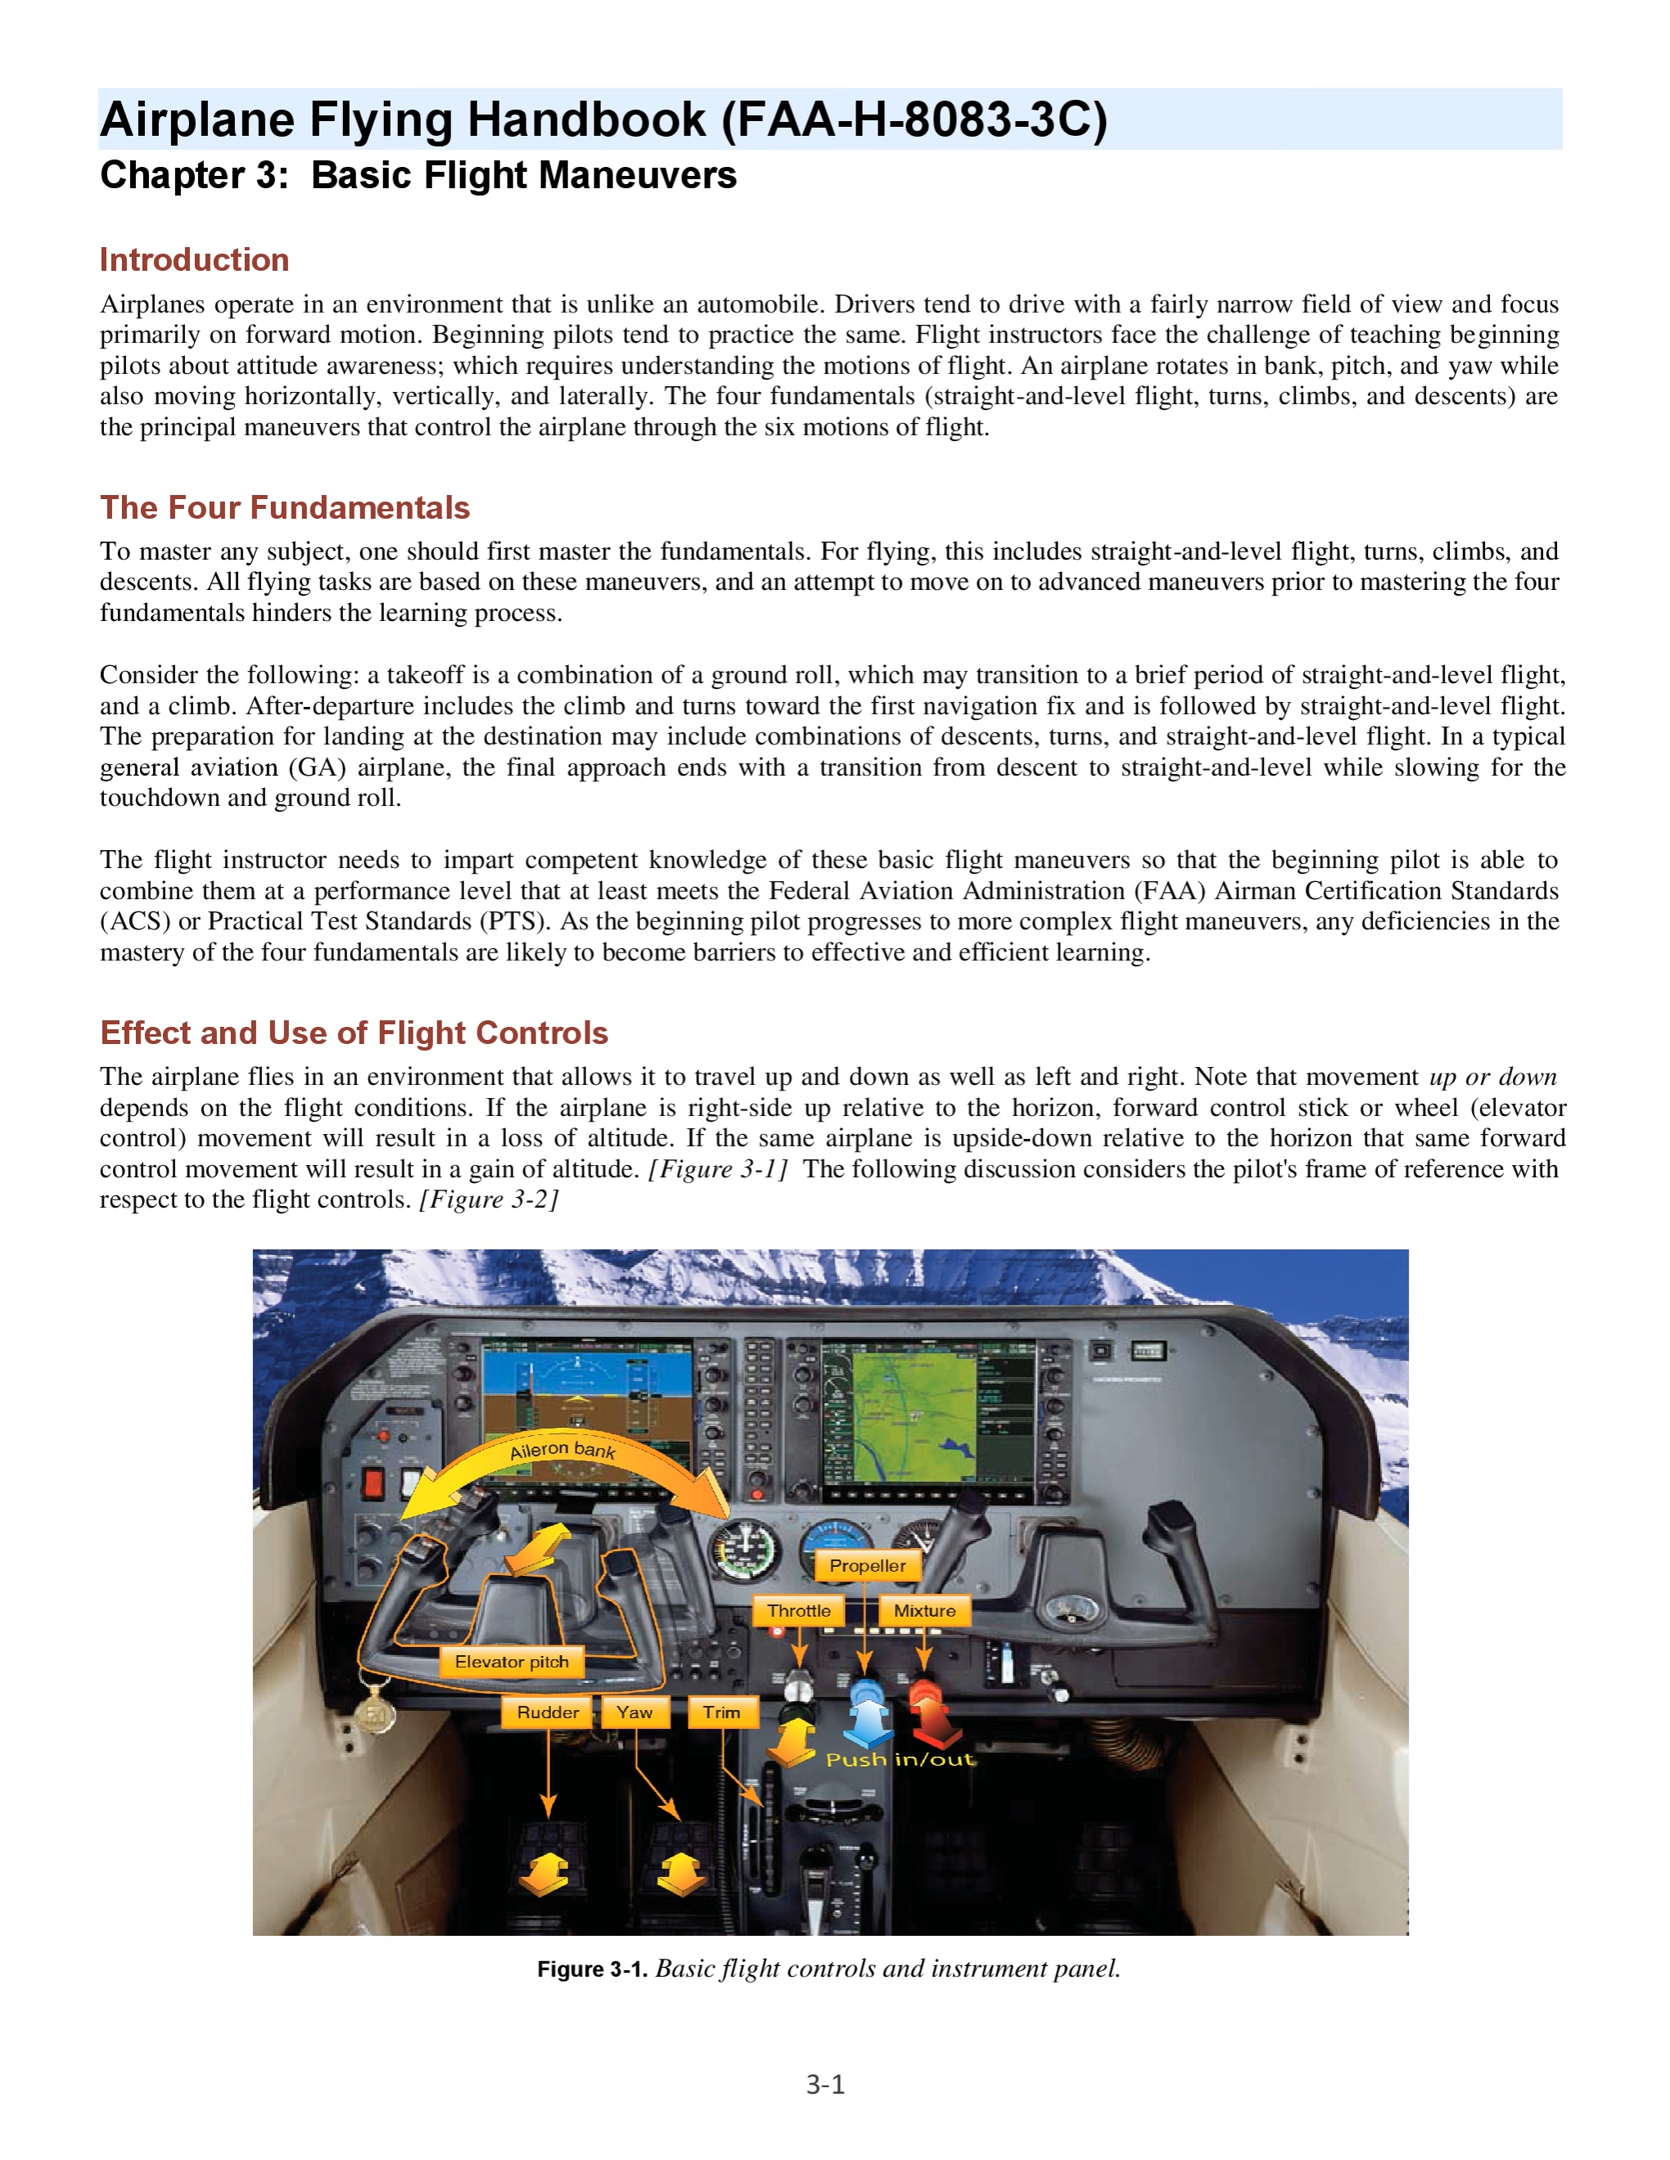 Airplane Flying Handbook (FAA-H-8083-3C)
Chapter 3:  Basic Flight Maneuvers
Introduction
Airplanes operate in an environment that is unlike an automobile. Drivers tend to drive with a fairly narrow field of view and focus
primarily on forward motion. Beginning pilots tend to practice the same. Flight instructors face the challenge of teaching beginning
pilots about attitude awareness; which requires understanding the motions of flight. An airplane rotates in bank, pitch, and yaw while
also moving horizontally, vertically, and laterally. The four fundamentals (straight-and-level flight, turns, climbs, and descents) are
the principal maneuvers that control the airplane through the six motions of flight.
The Four Fundamentals
To master any subject, one should first master the fundamentals. For flying, this includes straight-and-level flight, turns, climbs, and
descents. All flying tasks are based on these maneuvers, and an attempt to move on to advanced maneuvers prior to mastering the four
fundamentals hinders the learning process.
Consider the following: a takeoff is a combination of a ground roll, which may transition to a brief period of straight-and-level flight,
and a climb. After-departure includes the climb and turns toward the first navigation fix and is followed by straight-and-level flight.
The preparation for landing at the destination may include combinations of descents, turns, and straight-and-level flight. In a typical
general aviation (GA) airplane, the final approach ends with a transition from descent to straight-and-level while slowing for the
touchdown and ground roll.
The flight instructor needs to impart competent knowledge of these basic flight maneuvers so that the beginning pilot is able to
combine them at a performance level that at least meets the Federal Aviation Administration (FAA) Airman Certification Standards
(ACS) or Practical Test Standards (PTS). As the beginning pilot progresses to more complex flight maneuvers, any deficiencies in the
mastery of the four fundamentals are likely to become barriers to effective and efficient learning.
Effect and Use of Flight Controls
The airplane flies in an environment that allows it to travel up and down as well as left and right. Note that movement up or down
depends on the flight conditions. If the airplane is right-side up relative to the horizon, forward control stick or wheel (elevator
control) movement will result in a loss of altitude. If the same airplane is upside-down relative to the horizon that same forward
control movement will result in a gain of altitude. [Figure 3-1]  The following discussion considers the pilot's frame of reference with
respect to the flight controls. [Figure 3-2]
Aileron bank
Propeller
Throttle
Mixture
Elevator pitch
Rudder
Yaw
Trim
Push in/out
Figure 3-1. Basic flight controls and instrument panel.
3-1